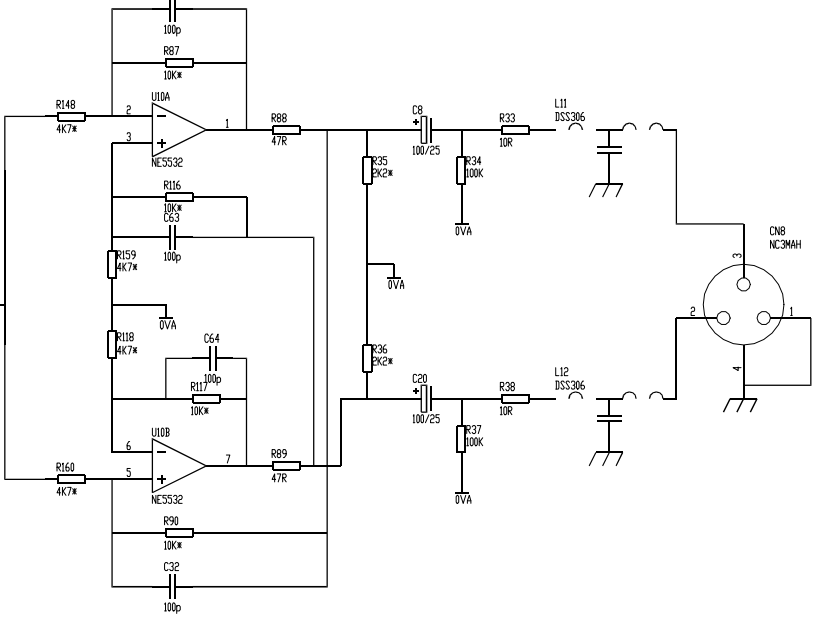 100p
R87
10K*
U10A
R148
4K7*
2
3
1
NE5532
R88
47R
C8
100/25
R33
10R
L11
DSS306
R35
2K2*
R34
100K
0VA
R116
10K*
C63
100p
R159
4K7*
0VA
0VA
CN8
NC3MAH
3
2
1
4
R118
4K7*
C64
100p
R117
10K*
R36
2K2*
C20
100/25
R38
10R
L12
DSS306
R37
100K
0VA
U10B
R160
4K7*
6
5
7
NE5532
R89
47R
R90
10K*
C32
100p